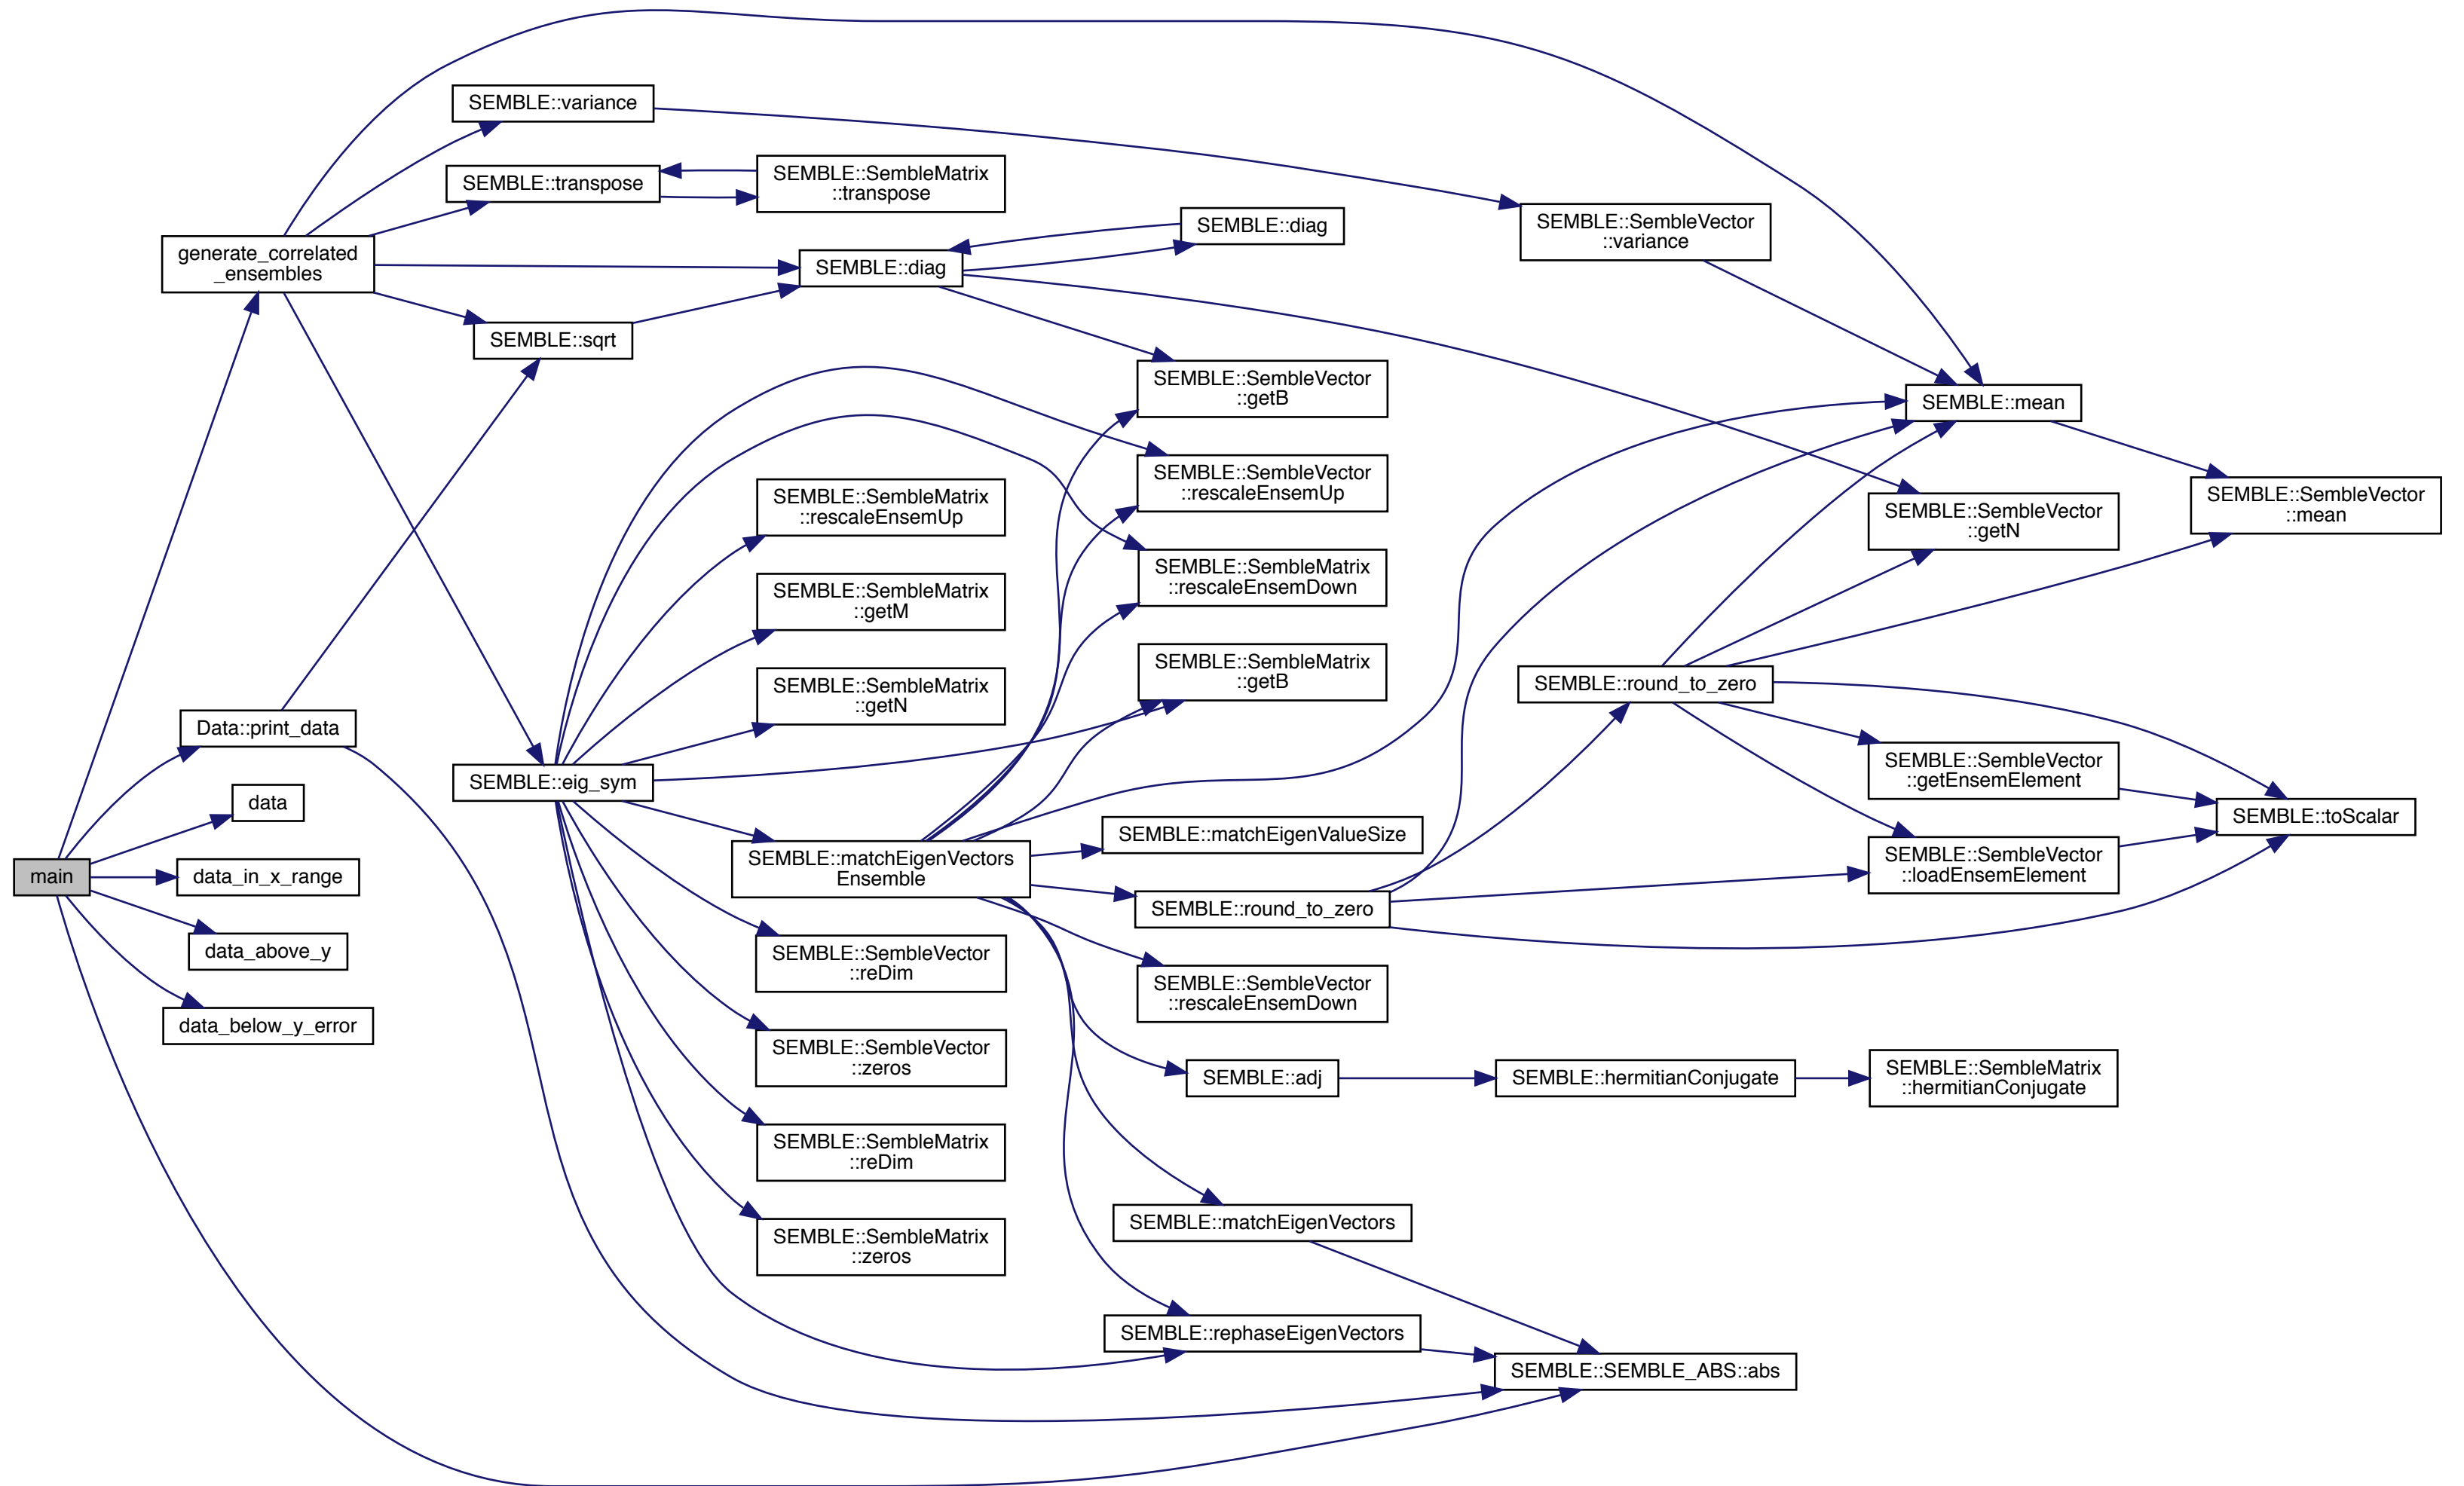 main
generate_correlated
_ensembles
Data::print_data
data
data_in_x_range
data_above_y
data_below_y_error
SEMBLE::variance
SEMBLE::transpose
SEMBLE::sqrt
SEMBLE::eig_sym
SEMBLE::SembleMatrix
::transpose
SEMBLE::diag
SEMBLE::SembleMatrix
::rescaleEnsemUp
SEMBLE::SembleMatrix
::getM
SEMBLE::SembleMatrix
::getN
SEMBLE::matchEigenVectors
Ensemble
SEMBLE::SembleVector
::reDim
SEMBLE::SembleVector
::zeros
SEMBLE::SembleMatrix
::reDim
SEMBLE::SembleMatrix
::zeros
SEMBLE::diag
SEMBLE::SembleVector
::getB
SEMBLE::SembleVector
::rescaleEnsemUp
SEMBLE::SembleMatrix
::rescaleEnsemDown
SEMBLE::SembleMatrix
::getB
SEMBLE::matchEigenValueSize
SEMBLE::round_to_zero
SEMBLE::SembleVector
::rescaleEnsemDown
SEMBLE::adj
SEMBLE::matchEigenVectors
SEMBLE::rephaseEigenVectors
SEMBLE::SembleVector
::variance
SEMBLE::round_to_zero
SEMBLE::hermitianConjugate
SEMBLE::SEMBLE_ABS::abs
SEMBLE::mean
SEMBLE::SembleVector
::getN
SEMBLE::SembleVector
::getEnsemElement
SEMBLE::SembleVector
::loadEnsemElement
SEMBLE::SembleMatrix
::hermitianConjugate
SEMBLE::SembleVector
::mean
SEMBLE::toScalar